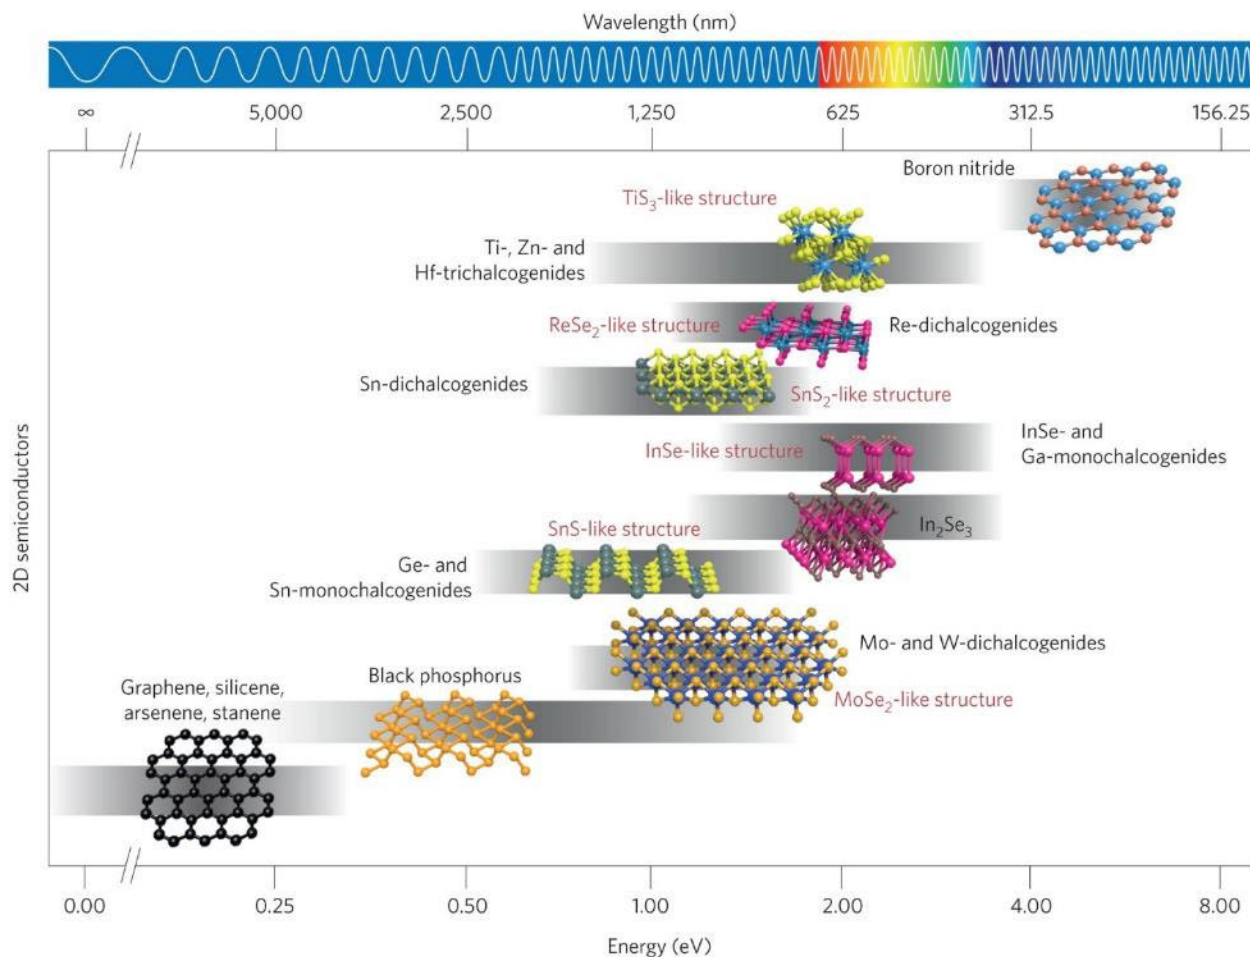 Wavelength (nm)
∞ 5,000 2,500 1,250 625 312.5 156.25
Boron nitride
TiS₃-like structure
Ti-, Zn- and
Hf-trichalcogenides
ReSe₂-like structure
Re-dichalcogenides
Sn-dichalcogenides
SnS₂-like structure
InSe-like structure
InSe- and
Ga-monochalcogenides
In₂Se₃
SnS-like structure
Ge- and
Sn-monochalcogenides
Mo- and W-dichalcogenides
MoSe₂-like structure
Black phosphorus
Graphene, silicene,
arsenene, stanene
2D semiconductors
0.00 0.25 0.50 1.00 2.00 4.00 8.00
Energy (eV)